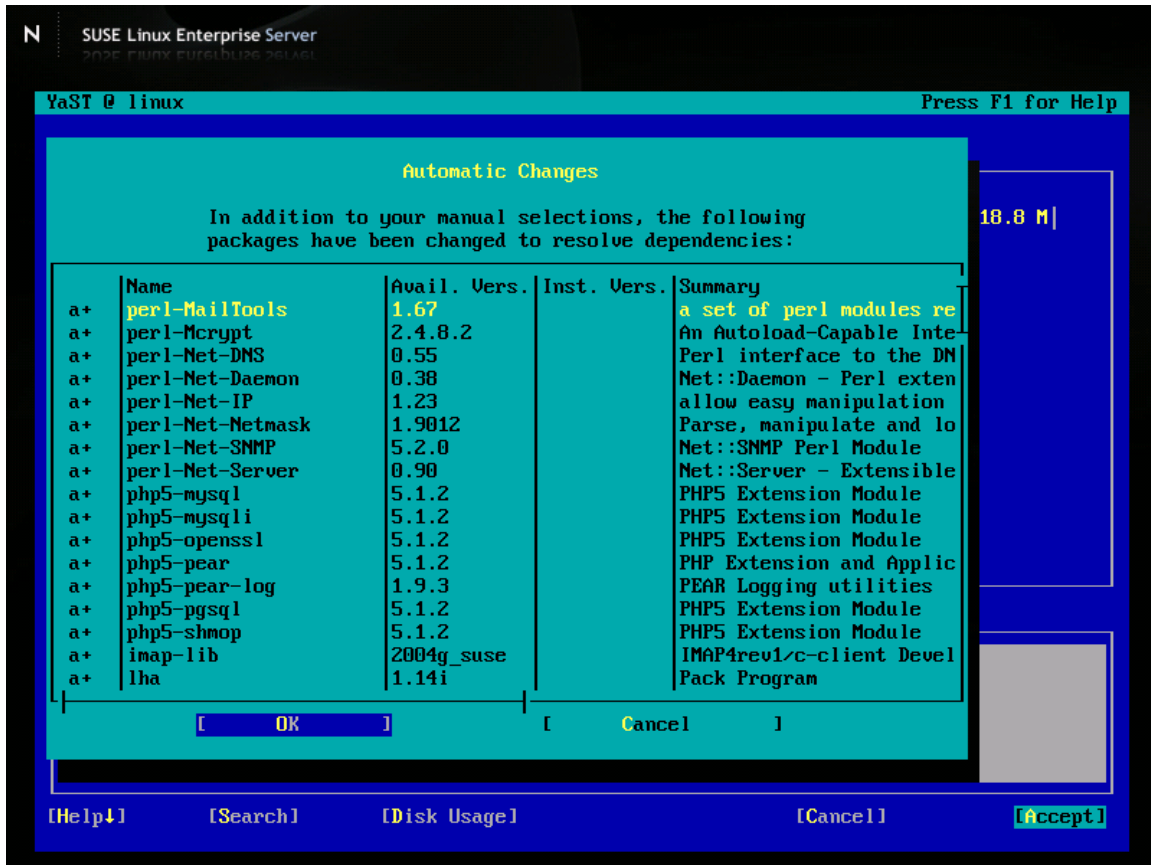 N SUSE Linux Enterprise Server
YaST @ linux Press F1 for Help
Automatic Changes
In addition to your manual selections, the following
packages have been changed to resolve dependencies:
18.8 M
Name Avail. Vers. Inst. Vers. Summary
a+ perl-MailTools 1.67 a set of perl modules re
a+ perl-Mcrypt 2.4.8.2 An Autoload-Capable Inte
a+ perl-Net-DNS 0.55 Perl interface to the DN
a+ perl-Net-Daemon 0.38 Net::Daemon - Perl exten
a+ perl-Net-IP 1.23 allow easy manipulation
a+ perl-Net-Netmask 1.9012 Parse, manipulate and lo
a+ perl-Net-SNMP 5.2.0 Net::SNMP Perl Module
a+ perl-Net-Server 0.90 Net::Server - Extensible
a+ php5-mysql 5.1.2 PHP5 Extension Module
a+ php5-mysqli 5.1.2 PHP5 Extension Module
a+ php5-openssl 5.1.2 PHP5 Extension Module
a+ php5-pear 5.1.2 PHP Extension and Applic
a+ php5-pear-log 1.9.3 PEAR Logging utilities
a+ php5-pgsql 5.1.2 PHP5 Extension Module
a+ php5-shmop 5.1.2 PHP5 Extension Module
a+ imap-lib 2004g_suse IMAP4rev1/c-client Devel
a+ lha 1.14i Pack Program
[ OK ] [ Cancel ]
[Help↓] [Search] [Disk Usage] [Cancel] [Accept]